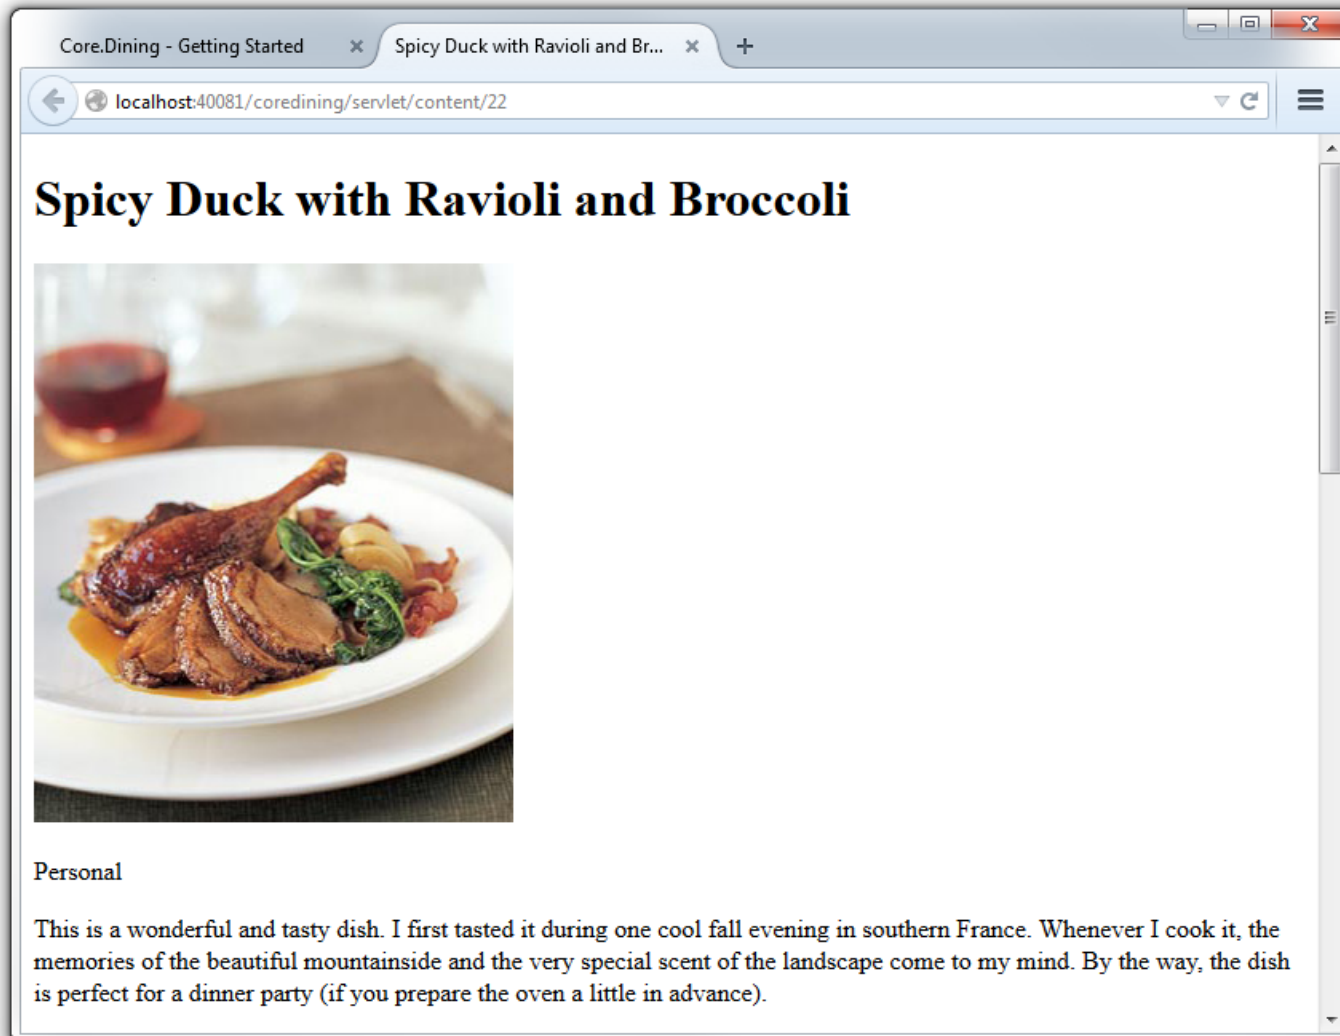 Core.Dining - Getting Started
Spicy Duck with Ravioli and Br...
localhost:40081/coredining/servlet/content/22
Spicy Duck with Ravioli and Broccoli
Personal
This is a wonderful and tasty dish. I first tasted it during one cool fall evening in southern France. Whenever I cook it, the
memories of the beautiful mountainside and the very special scent of the landscape come to my mind. By the way, the dish
is perfect for a dinner party (if you prepare the oven a little in advance).